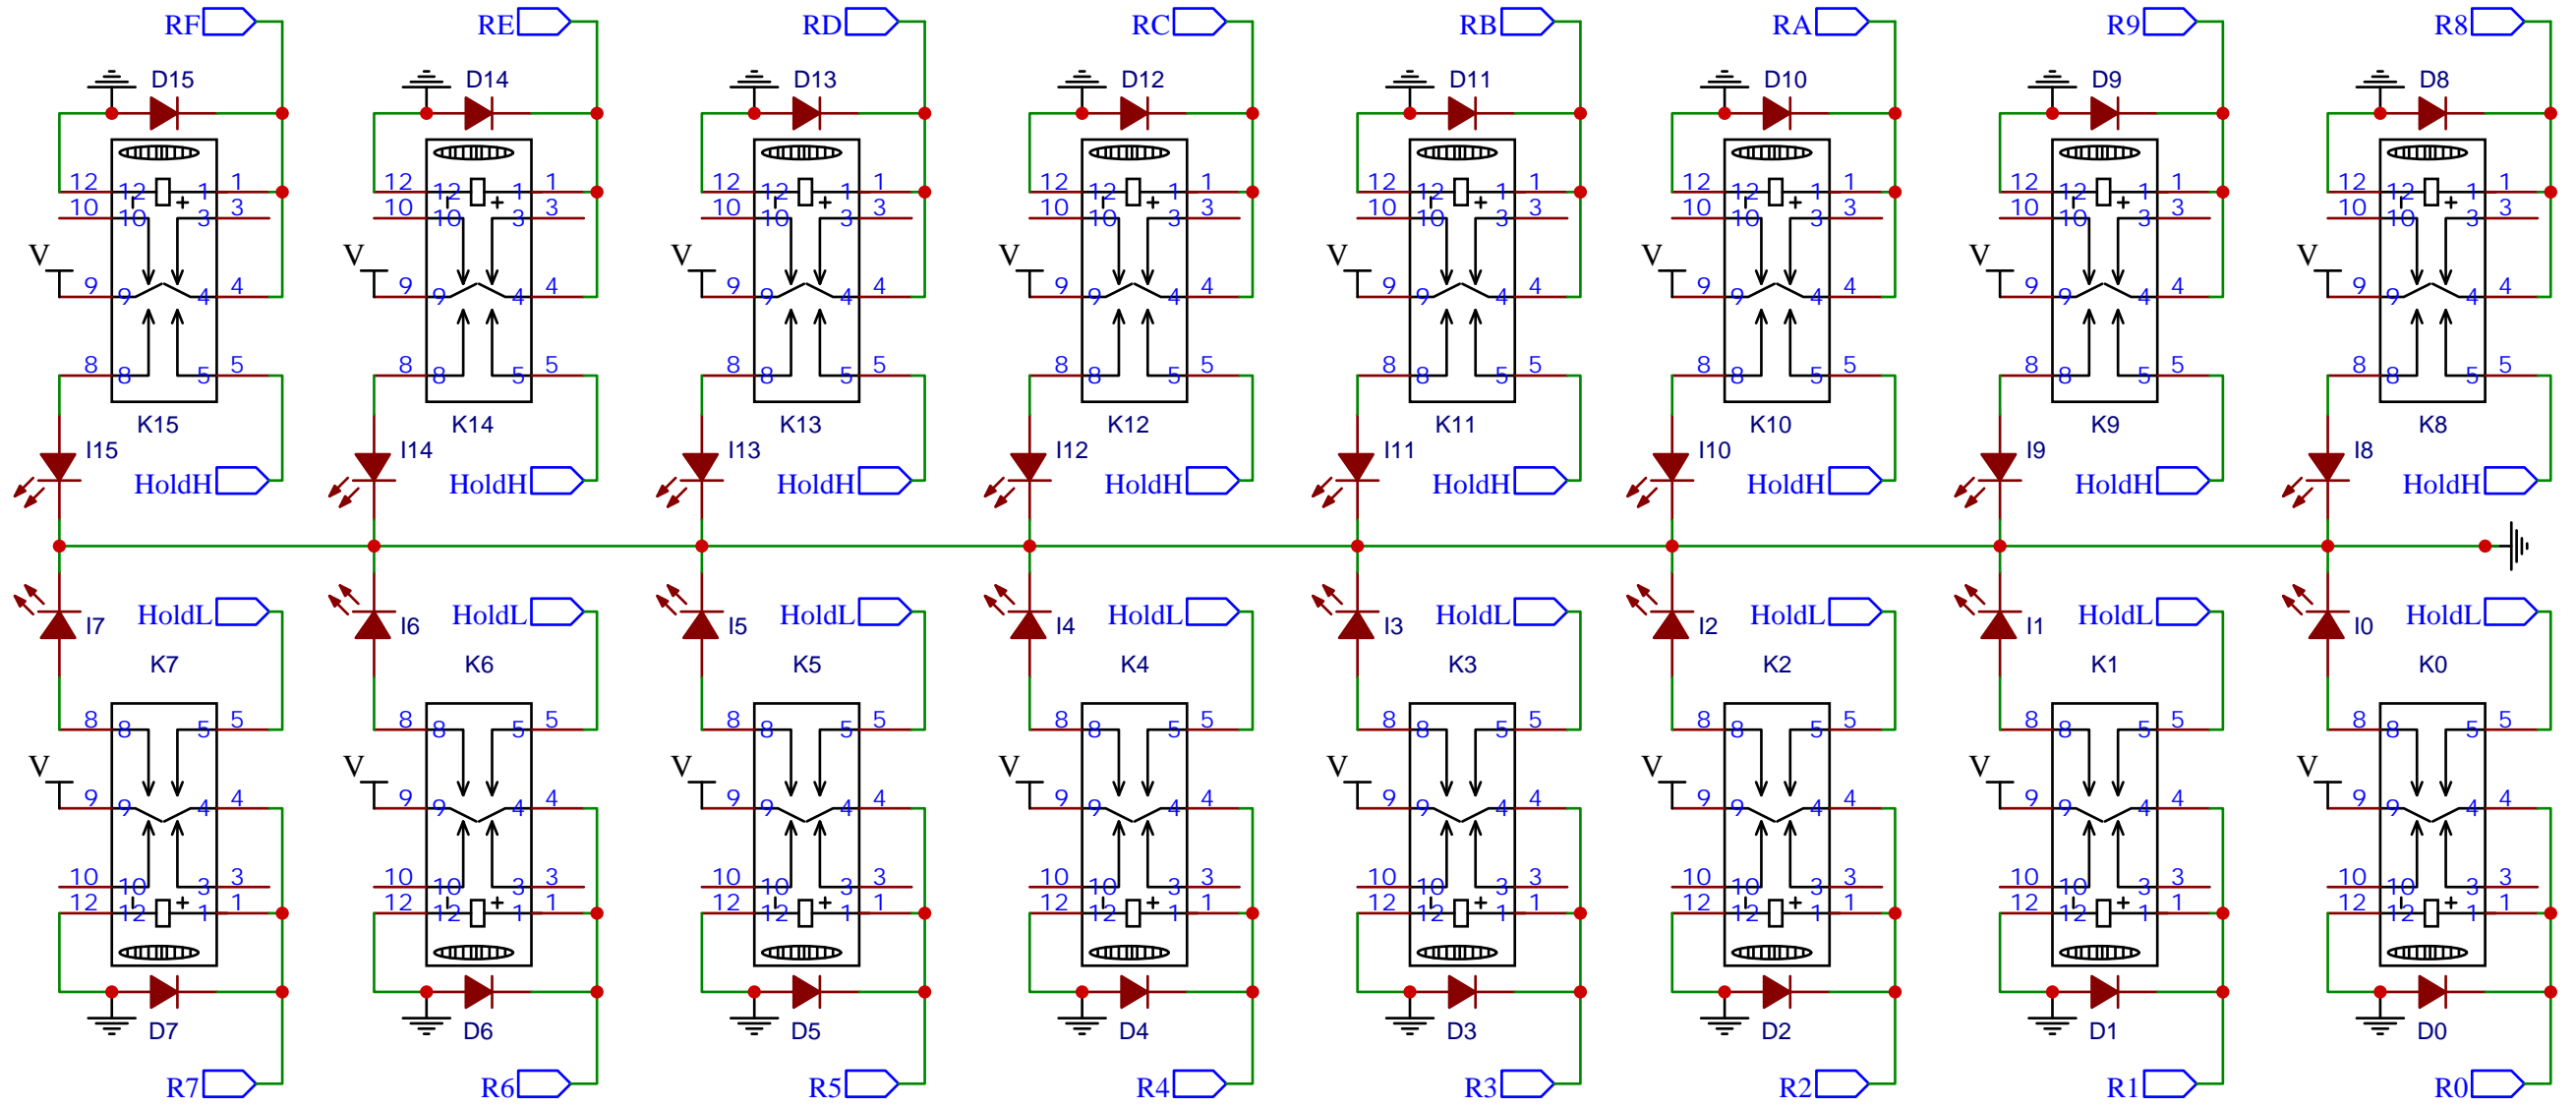 RF RE RD RC RB RA R9 R8
D15 D14 D13 D12 D11 D10 D9 D8
12 12 - + 1 1 12 12 - + 1 1 12 12 - + 1 1 12 12 - + 1 1 12 12 - + 1 1 12 12 - + 1 1 12 12 - + 1 1 12 12 - + 1 1
10 10 3 3 10 10 3 3 10 10 3 3 10 10 3 3 10 10 3 3 10 10 3 3 10 10 3 3 10 10 3 3
V V V V V V V V
9 9 4 4 9 9 4 4 9 9 4 4 9 9 4 4 9 9 4 4 9 9 4 4 9 9 4 4 9 9 4 4
8 8 5 5 8 8 5 5 8 8 5 5 8 8 5 5 8 8 5 5 8 8 5 5 8 8 5 5 8 8 5 5
K15 K14 K13 K12 K11 K10 K9 K8
I15 I14 I13 I12 I11 I10 I9 I8
HoldH HoldH HoldH HoldH HoldH HoldH HoldH HoldH
HoldL HoldL HoldL HoldL HoldL HoldL HoldL HoldL
I7 I6 I5 I4 I3 I2 I1 I0
K7 K6 K5 K4 K3 K2 K1 K0
8 8 5 5 8 8 5 5 8 8 5 5 8 8 5 5 8 8 5 5 8 8 5 5 8 8 5 5 8 8 5 5
V V V V V V V V
9 9 4 4 9 9 4 4 9 9 4 4 9 9 4 4 9 9 4 4 9 9 4 4 9 9 4 4 9 9 4 4
10 10 3 3 10 10 3 3 10 10 3 3 10 10 3 3 10 10 3 3 10 10 3 3 10 10 3 3 10 10 3 3
12 12 - + 1 1 12 12 - + 1 1 12 12 - + 1 1 12 12 - + 1 1 12 12 - + 1 1 12 12 - + 1 1 12 12 - + 1 1 12 12 - + 1 1
D7 D6 D5 D4 D3 D2 D1 D0
R7 R6 R5 R4 R3 R2 R1 R0